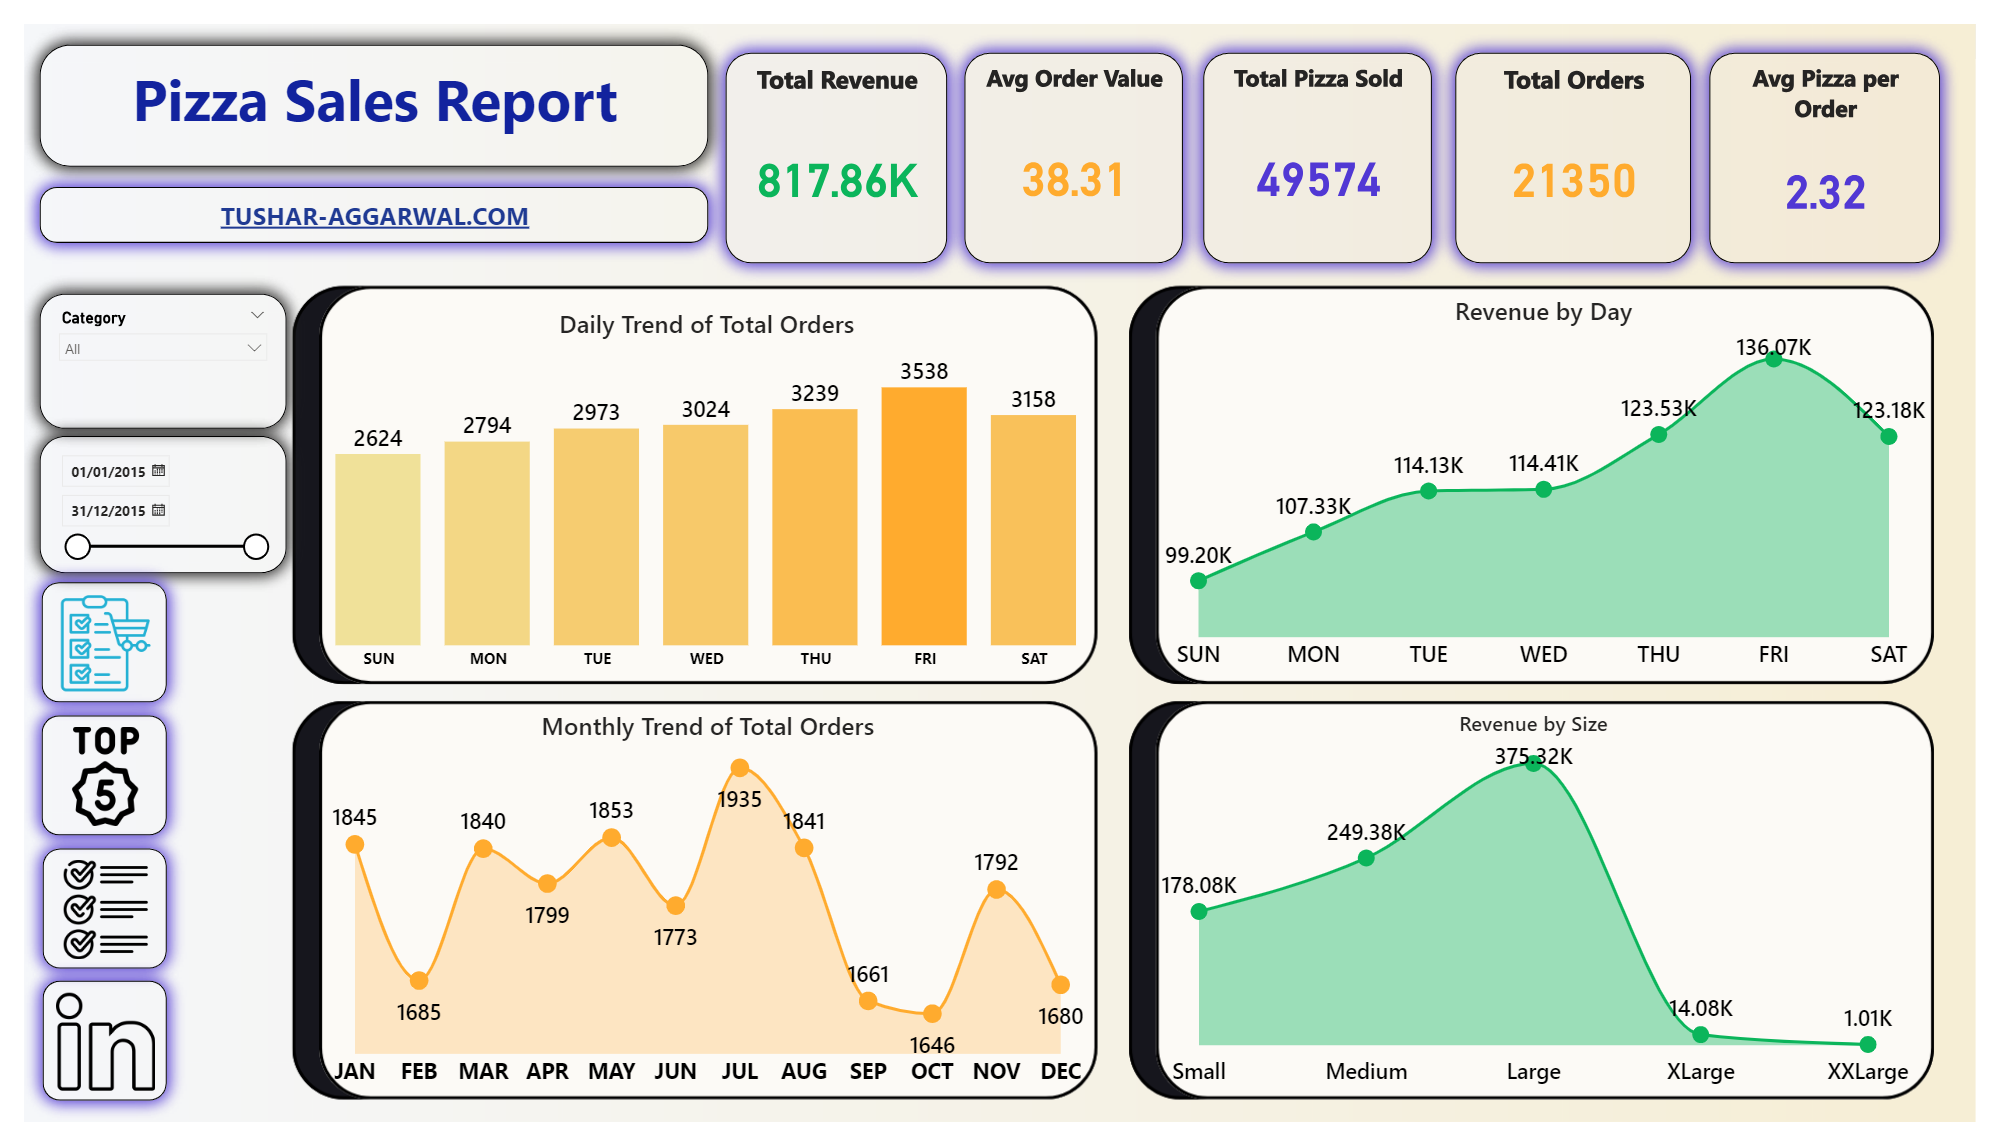 Pizza Sales Report
TUSHAR-AGGARWAL.COM
Total Revenue
817.86K
Avg Order Value
38.31
Total Pizza Sold
49574
Total Orders
21350
Avg Pizza per
Order
2.32
Category
All
01/01/2015
31/12/2015
TOP
5
in
Daily Trend of Total Orders
2624
2794
2973
3024
3239
3538
3158
SUN
MON
TUE
WED
THU
FRI
SAT
Revenue by Day
99.20K
107.33K
114.13K
114.41K
123.53K
136.07K
123.18K
SUN
MON
TUE
WED
THU
FRI
SAT
Monthly Trend of Total Orders
1845
1685
1840
1799
1853
1773
1935
1841
1661
1646
1792
1680
JAN
FEB
MAR
APR
MAY
JUN
JUL
AUG
SEP
OCT
NOV
DEC
Revenue by Size
178.08K
249.38K
375.32K
14.08K
1.01K
Small
Medium
Large
XLarge
XXLarge